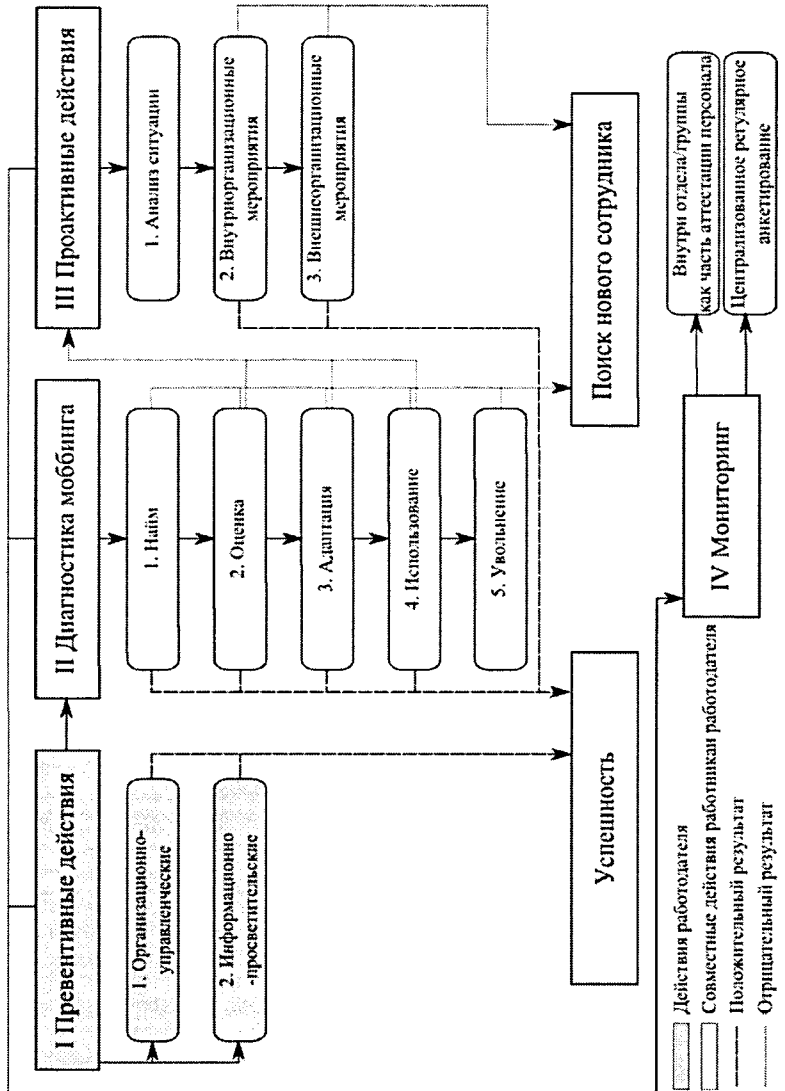 I Превентивные действия
1. Организационно-
управленческие
2. Информационно
-просветительские
II Диагностика моббинга
1. Найм
2. Оценка
3. Адаптация
4. Использование
5. Увольнение
III Проактивные действия
1. Анализ ситуации
2. Внутриорганизационные
мероприятия
3. Внешнеорганизационные
мероприятия
Успешность
Поиск нового сотрудника
IV Мониторинг
Внутри отдела/группы
как часть аттестации персонала
Централизованное регулярное
анкетирование
Действия работодателя
Совместные действия работникаи работодателя
Положительный результат
Отрицательный результат